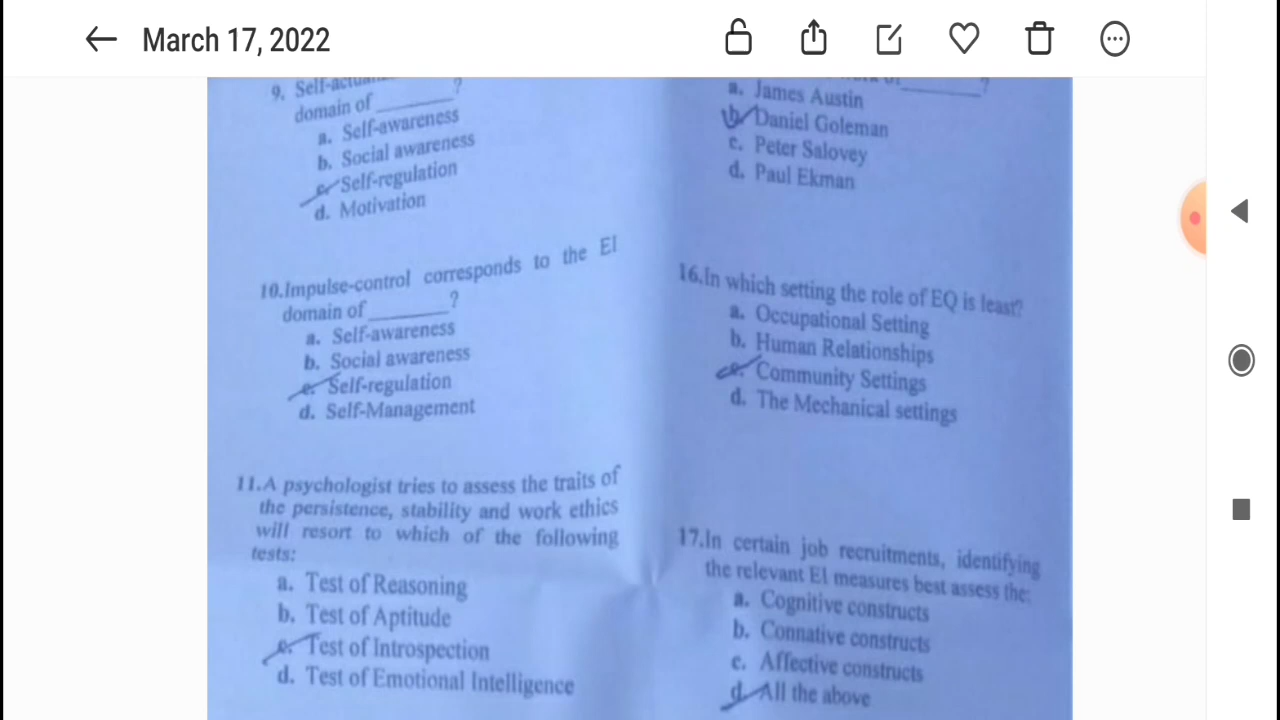 March 17, 2022
9. Self-
domain of ______?
a. Self-awareness
b. Social awareness
c. Self-regulation
d. Motivation
10.Impulse-control corresponds to the EI
domain of ______?
a. Self-awareness
b. Social awareness
c. Self-regulation
d. Self-Management
11.A psychologist tries to assess the traits of
the persistence, stability and work ethics
will resort to which of the following
tests:
a. Test of Reasoning
b. Test of Aptitude
c. Test of Introspection
d. Test of Emotional Intelligence
______?
a. James Austin
b. Daniel Goleman
c. Peter Salovey
d. Paul Ekman
16.In which setting the role of EQ is least?
a. Occupational Setting
b. Human Relationships
c. Community Settings
d. The Mechanical settings
17.In certain job recruitments, identifying
the relevant EI measures best assess the:
a. Cognitive constructs
b. Connative constructs
c. Affective constructs
d. All the above